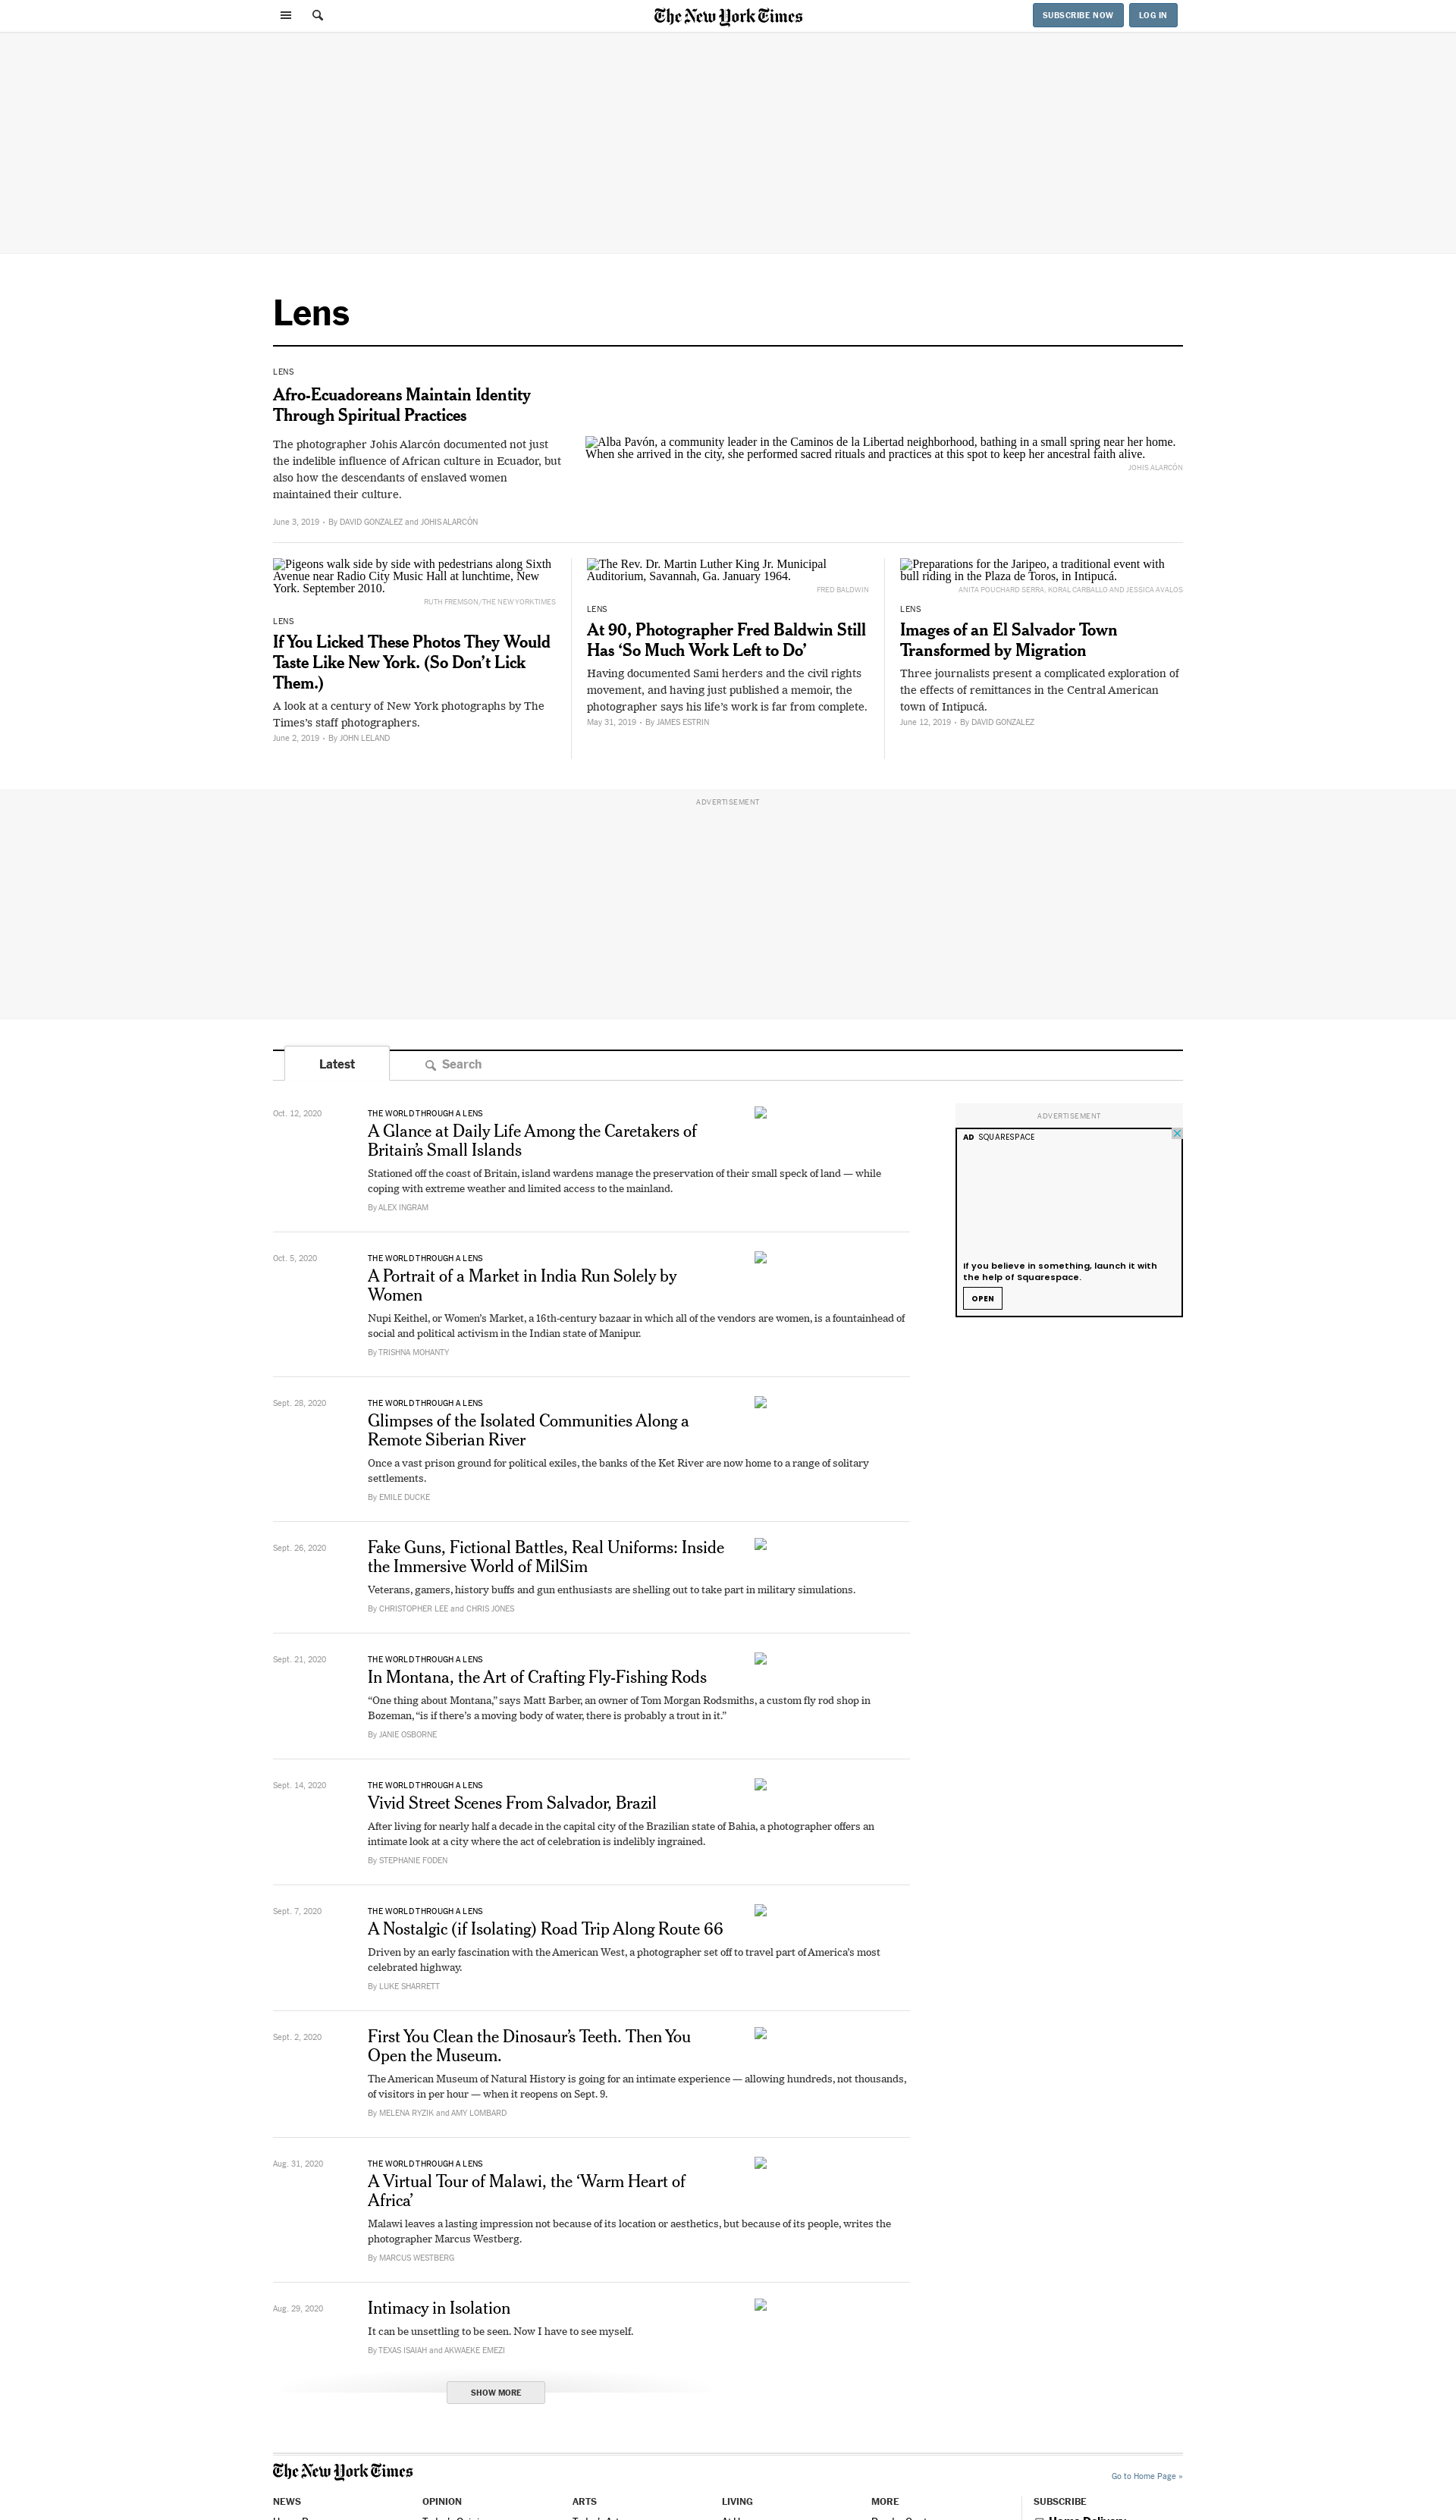 The New York Times
SUBSCRIBE NOW
LOG IN
Lens
LENS
Afro-Ecuadoreans Maintain Identity
Through Spiritual Practices
The photographer Johis Alarcón documented not just
the indelible influence of African culture in Ecuador, but
also how the descendants of enslaved women
maintained their culture.
June 3, 2019 • By DAVID GONZALEZ and JOHIS ALARCÓN
Alba Pavón, a community leader in the Caminos de la Libertad neighborhood, bathing in a small spring near her home.
When she arrived in the city, she performed sacred rituals and practices at this spot to keep her ancestral faith alive.
JOHIS ALARCÓN
Pigeons walk side by side with pedestrians along Sixth
Avenue near Radio City Music Hall at lunchtime, New
York. September 2010.
RUTH FREMSON/THE NEW YORK TIMES
LENS
If You Licked These Photos They Would
Taste Like New York. (So Don’t Lick
Them.)
A look at a century of New York photographs by The
Times’s staff photographers.
June 2, 2019 • By JOHN LELAND
The Rev. Dr. Martin Luther King Jr. Municipal
Auditorium, Savannah, Ga. January 1964.
FRED BALDWIN
LENS
At 90, Photographer Fred Baldwin Still
Has ‘So Much Work Left to Do’
Having documented Sami herders and the civil rights
movement, and having just published a memoir, the
photographer says his life’s work is far from complete.
May 31, 2019 • By JAMES ESTRIN
Preparations for the Jaripeo, a traditional event with
bull riding in the Plaza de Toros, in Intipucá.
ANITA POUCHARD SERRA, KORAL CARBALLO AND JESSICA AVALOS
LENS
Images of an El Salvador Town
Transformed by Migration
Three journalists present a complicated exploration of
the effects of remittances in the Central American
town of Intipucá.
June 12, 2019 • By DAVID GONZALEZ
ADVERTISEMENT
Latest
Search
Oct. 12, 2020
THE WORLD THROUGH A LENS
A Glance at Daily Life Among the Caretakers of
Britain’s Small Islands
Stationed off the coast of Britain, island wardens manage the preservation of their small speck of land — while
coping with extreme weather and limited access to the mainland.
By ALEX INGRAM
ADVERTISEMENT
AD SQUARESPACE
If you believe in something, launch it with
the help of Squarespace.
OPEN
Oct. 5, 2020
THE WORLD THROUGH A LENS
A Portrait of a Market in India Run Solely by
Women
Nupi Keithel, or Women’s Market, a 16th-century bazaar in which all of the vendors are women, is a fountainhead of
social and political activism in the Indian state of Manipur.
By TRISHNA MOHANTY
Sept. 28, 2020
THE WORLD THROUGH A LENS
Glimpses of the Isolated Communities Along a
Remote Siberian River
Once a vast prison ground for political exiles, the banks of the Ket River are now home to a range of solitary
settlements.
By EMILE DUCKE
Sept. 26, 2020
Fake Guns, Fictional Battles, Real Uniforms: Inside
the Immersive World of MilSim
Veterans, gamers, history buffs and gun enthusiasts are shelling out to take part in military simulations.
By CHRISTOPHER LEE and CHRIS JONES
Sept. 21, 2020
THE WORLD THROUGH A LENS
In Montana, the Art of Crafting Fly-Fishing Rods
“One thing about Montana,” says Matt Barber, an owner of Tom Morgan Rodsmiths, a custom fly rod shop in
Bozeman, “is if there’s a moving body of water, there is probably a trout in it.”
By JANIE OSBORNE
Sept. 14, 2020
THE WORLD THROUGH A LENS
Vivid Street Scenes From Salvador, Brazil
After living for nearly half a decade in the capital city of the Brazilian state of Bahia, a photographer offers an
intimate look at a city where the act of celebration is indelibly ingrained.
By STEPHANIE FODEN
Sept. 7, 2020
THE WORLD THROUGH A LENS
A Nostalgic (if Isolating) Road Trip Along Route 66
Driven by an early fascination with the American West, a photographer set off to travel part of America’s most
celebrated highway.
By LUKE SHARRETT
Sept. 2, 2020
First You Clean the Dinosaur’s Teeth. Then You
Open the Museum.
The American Museum of Natural History is going for an intimate experience — allowing hundreds, not thousands,
of visitors in per hour — when it reopens on Sept. 9.
By MELENA RYZIK and AMY LOMBARD
Aug. 31, 2020
THE WORLD THROUGH A LENS
A Virtual Tour of Malawi, the ‘Warm Heart of
Africa’
Malawi leaves a lasting impression not because of its location or aesthetics, but because of its people, writes the
photographer Marcus Westberg.
By MARCUS WESTBERG
Aug. 29, 2020
Intimacy in Isolation
It can be unsettling to be seen. Now I have to see myself.
By TEXAS ISAIAH and AKWAEKE EMEZI
SHOW MORE
The New York Times
Go to Home Page »
NEWS
OPINION
ARTS
LIVING
MORE
SUBSCRIBE